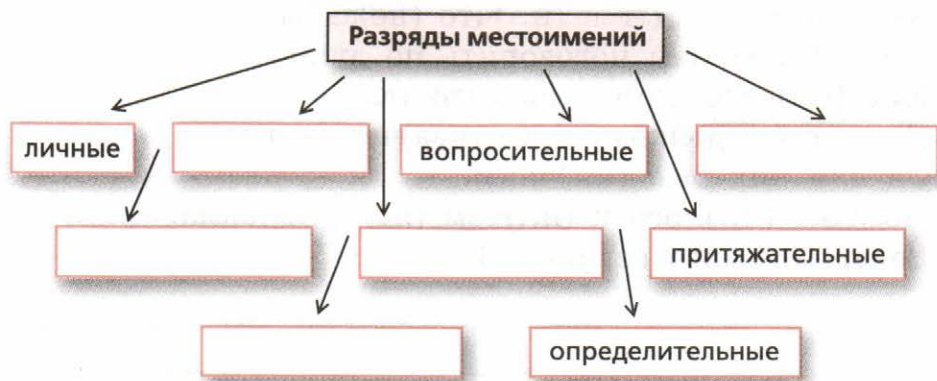 Разряды местоимений
личные
вопросительные
притяжательные
определительные